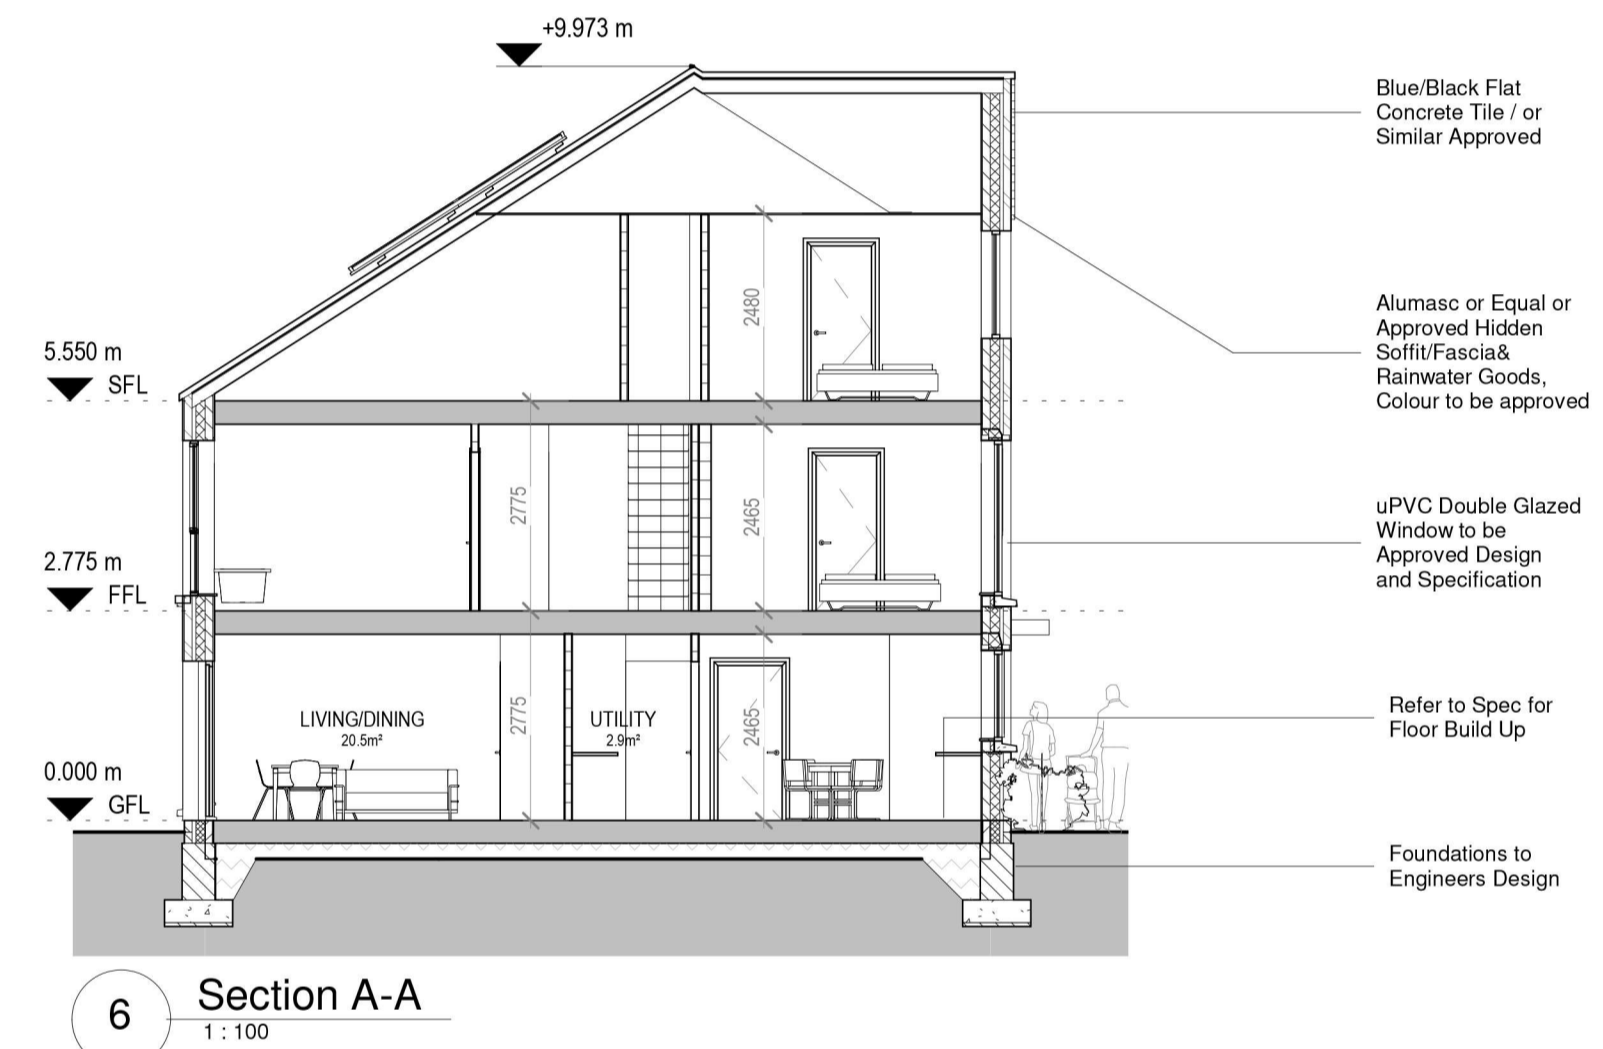 +9.973 m
Blue/Black Flat
Concrete Tile / or
Similar Approved
2480
Alumasc or Equal or
Approved Hidden
Soffit/Fascia&
Rainwater Goods,
Colour to be approved
5.550 m
SFL
2775
2465
uPVC Double Glazed
Window to be
Approved Design
and Specification
2.775 m
FFL
LIVING/DINING
20.5m²
2775
UTILITY
2.9m²
2465
Refer to Spec for
Floor Build Up
0.000 m
GFL
Foundations to
Engineers Design
6
Section A-A
1 : 100